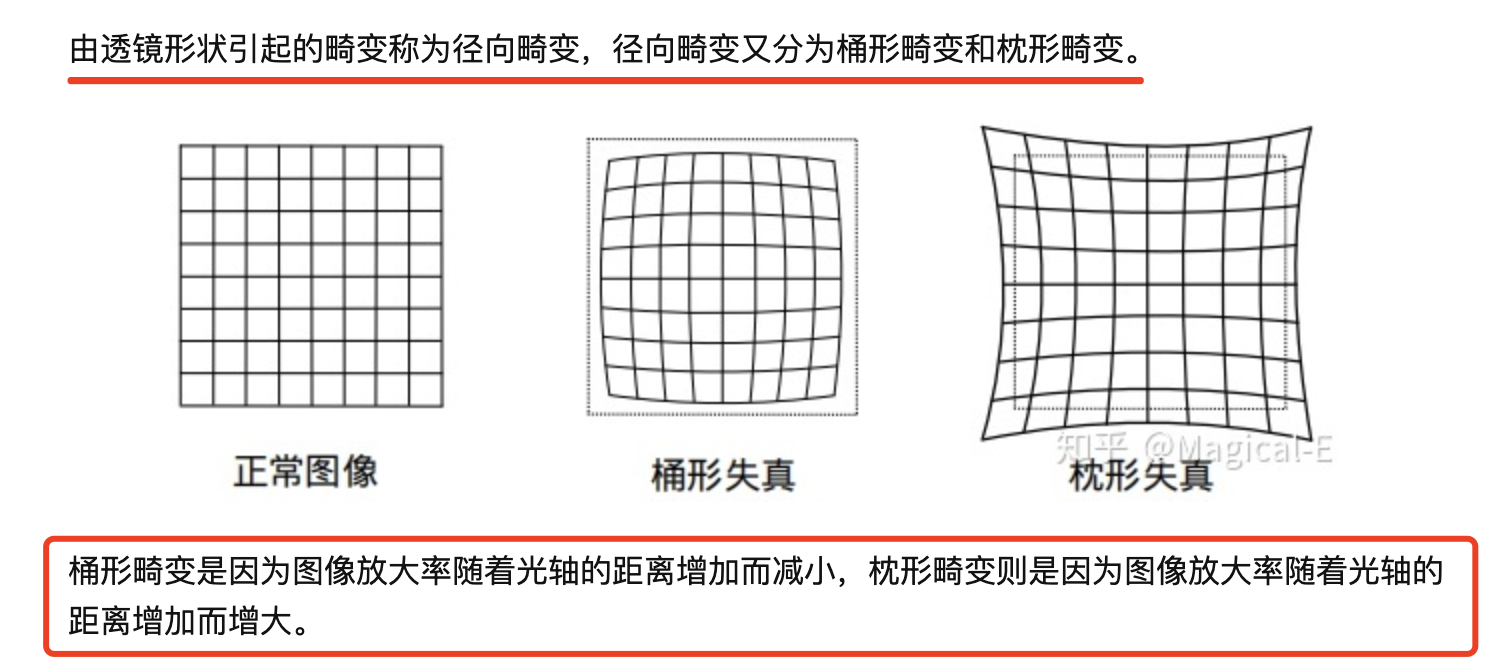 由透镜形状引起的畸变称为径向畸变，径向畸变又分为桶形畸变和枕形畸变。
正常图像
桶形失真
知乎 @Magical-E
枕形失真
桶形畸变是因为图像放大率随着光轴的距离增加而减小，枕形畸变则是因为图像放大率随着光轴的
距离增加而增大。